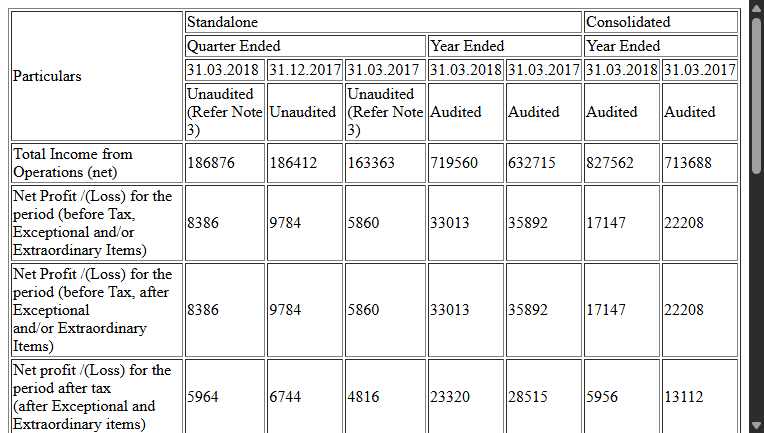 Particulars Standalone Consolidated
Quarter Ended Year Ended Year Ended
31.03.2018 31.12.2017 31.03.2017 31.03.2018 31.03.2017 31.03.2018 31.03.2017
Unaudited (Refer Note 3) Unaudited Unaudited (Refer Note 3) Audited Audited Audited Audited
Total Income from
Operations (net) 186876 186412 163363 719560 632715 827562 713688
Net Profit /(Loss) for the
period (before Tax,
Exceptional and/or
Extraordinary Items) 8386 9784 5860 33013 35892 17147 22208
Net Profit /(Loss) for the
period (before Tax, after
Exceptional
and/or Extraordinary
Items) 8386 9784 5860 33013 35892 17147 22208
Net profit /(Loss) for the
period after tax
(after Exceptional and
Extraordinary items) 5964 6744 4816 23320 28515 5956 13112